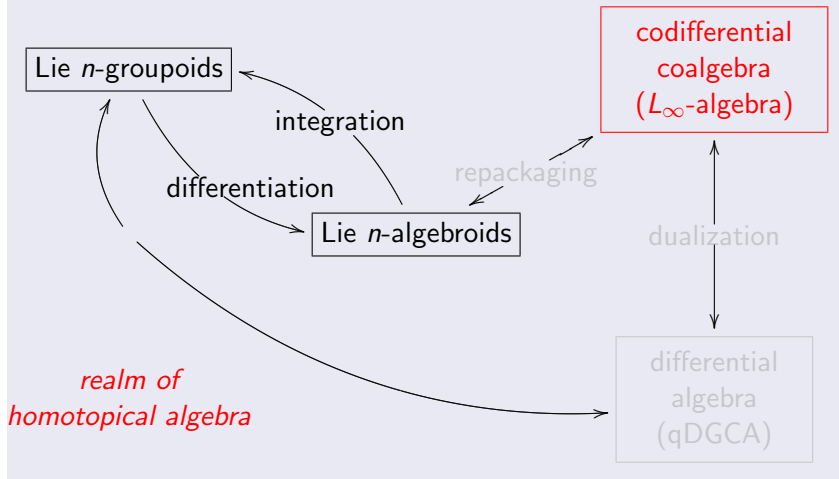 codifferential
coalgebra
(L∞-algebra)
Lie n-groupoids
integration
repackaging
differentiation
Lie n-algebroids
dualization
realm of
homotopical algebra
differential
algebra
(qDGCA)